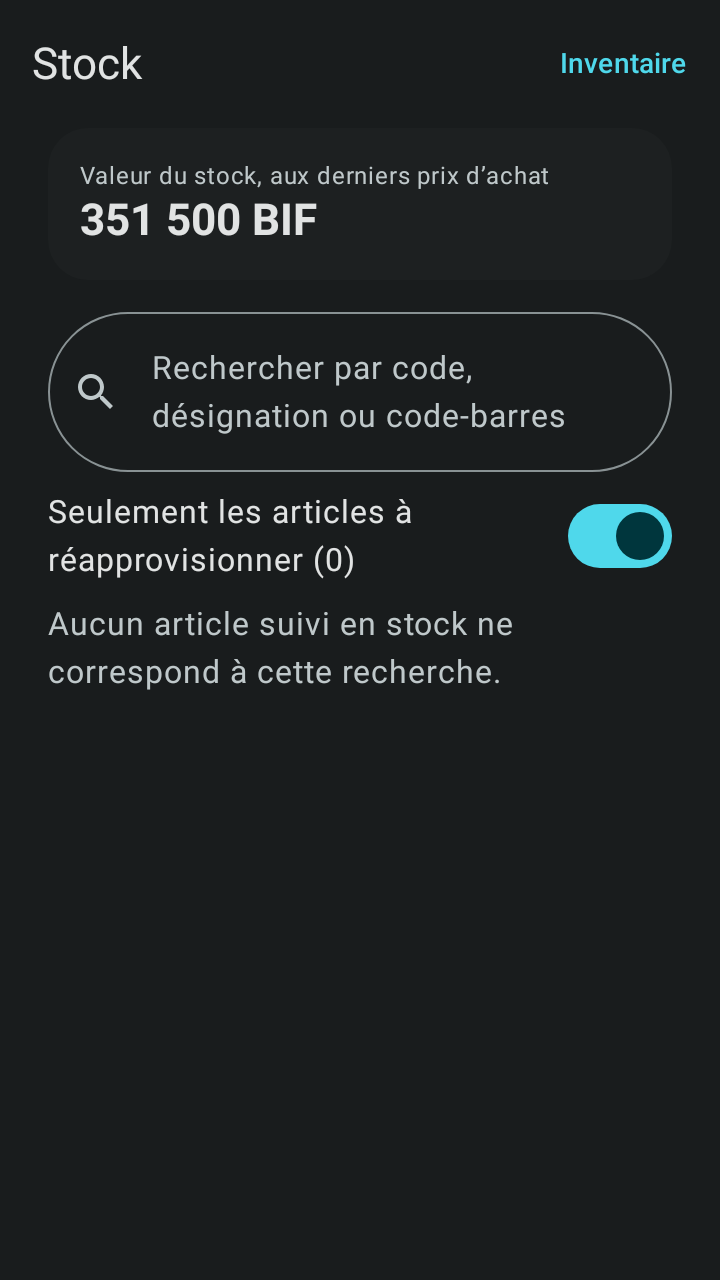 Stock
Inventaire
Valeur du stock, aux derniers prix d’achat
351 500 BIF
Rechercher par code,
désignation ou code-barres
Seulement les articles à
réapprovisionner (0)
Aucun article suivi en stock ne
correspond à cette recherche.